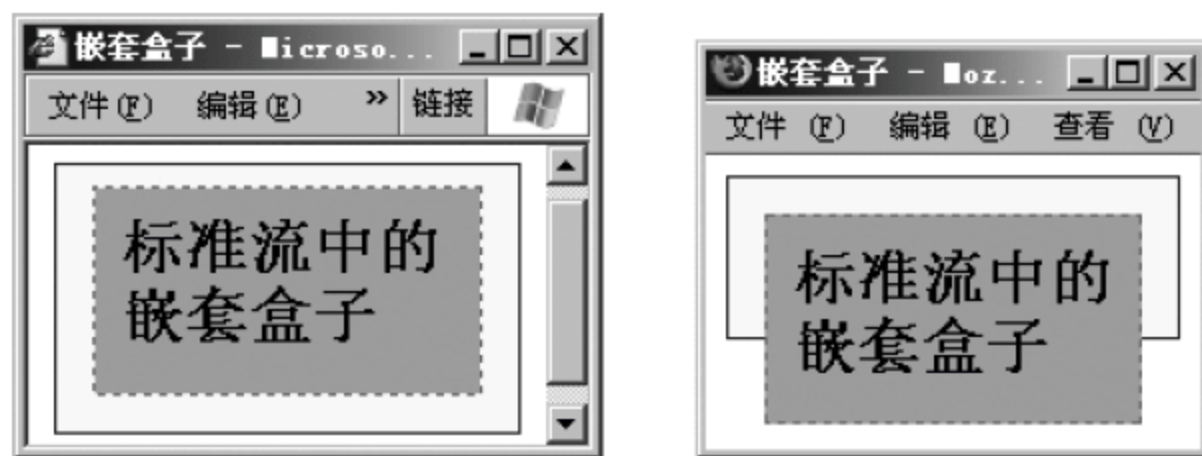 嵌套盒子 - Microso...
文件(F) 编辑(E) » 链接
标准流中的
嵌套盒子
嵌套盒子 - Moz...
文件 (F) 编辑 (E) 查看 (V)
标准流中的
嵌套盒子